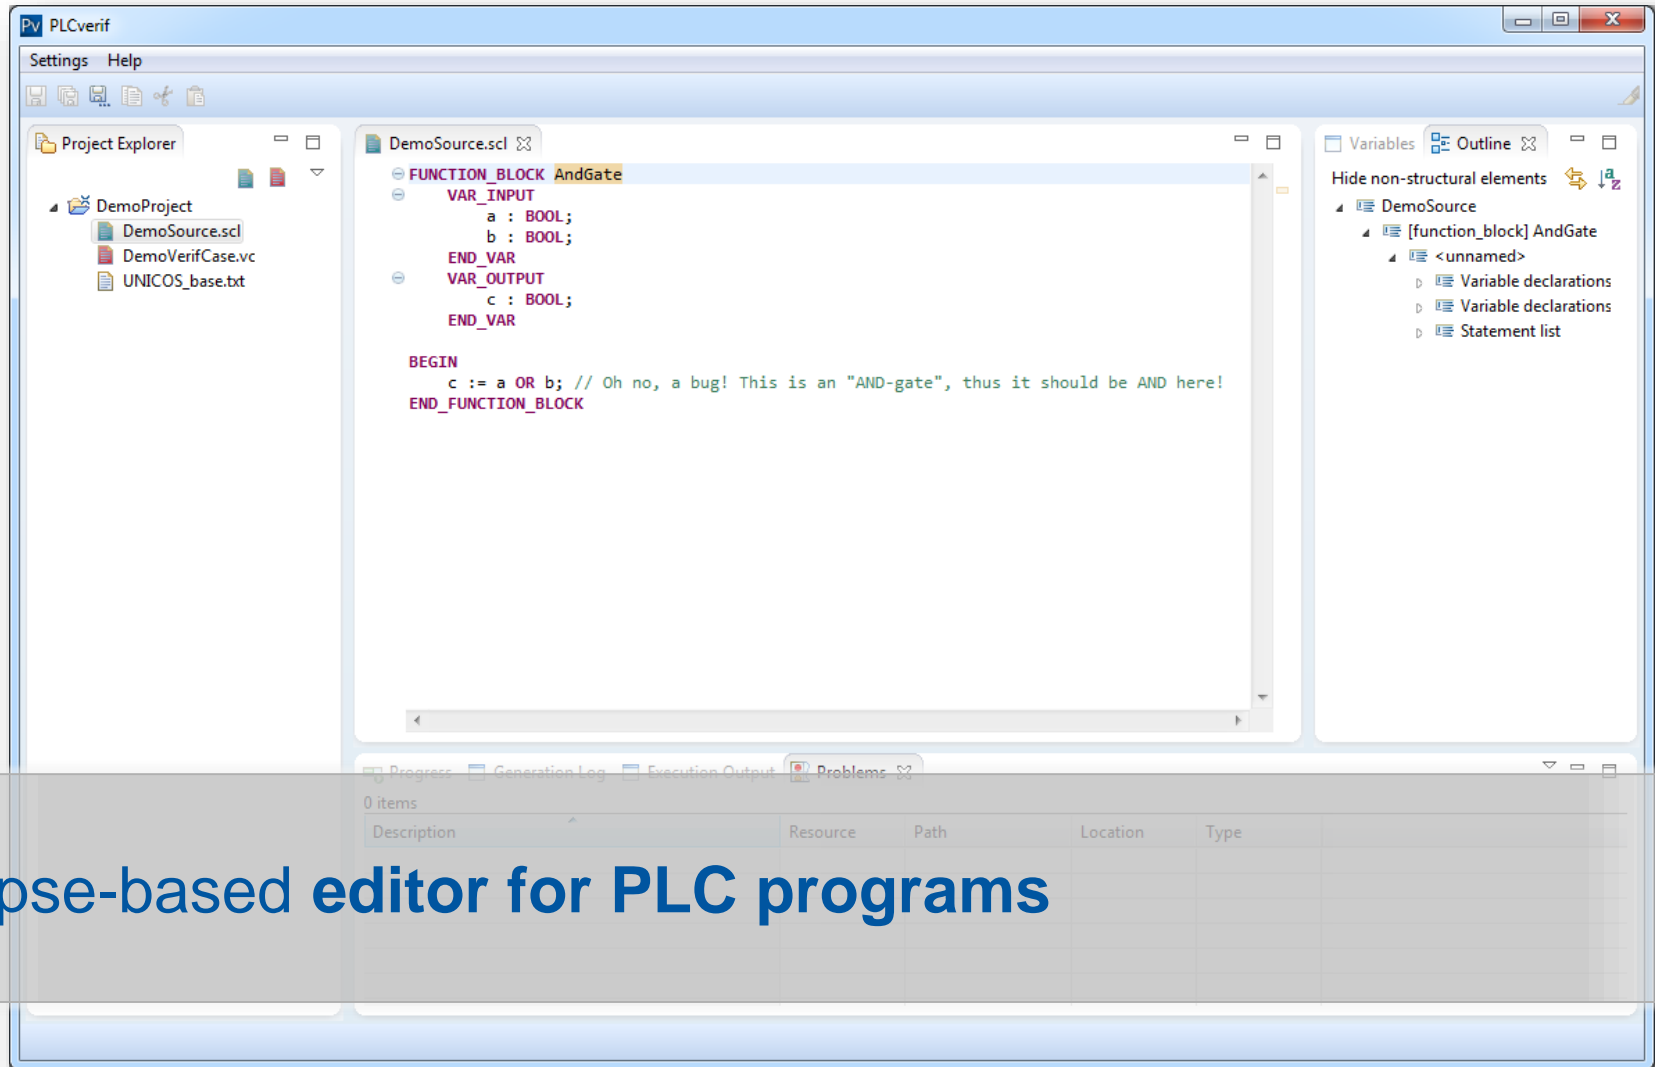 Pv PLCverif
Settings Help
Project Explorer
DemoProject
DemoSource.scl
DemoVerifCase.vc
UNICOS_base.txt
DemoSource.scl
FUNCTION_BLOCK AndGate
VAR_INPUT
a : BOOL;
b : BOOL;
END_VAR
VAR_OUTPUT
c : BOOL;
END_VAR
BEGIN
c := a OR b; // Oh no, a bug! This is an "AND-gate", thus it should be AND here!
END_FUNCTION_BLOCK
Variables Outline
Hide non-structural elements
DemoSource
[function_block] AndGate
<unnamed>
Variable declarations
Variable declarations
Statement list
Progress Generation Log Execution Output Problems
0 items
Description Resource Path Location Type
pse-based editor for PLC programs